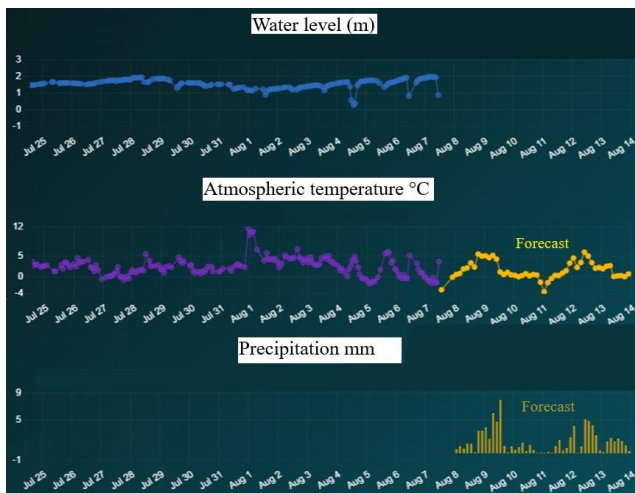 Water level (m)
3
2
1
0
-1
Jul 25 Jul 26 Jul 27 Jul 28 Jul 29 Jul 30 Jul 31 Aug 1 Aug 2 Aug 3 Aug 4 Aug 5 Aug 6 Aug 7 Aug 8 Aug 9 Aug 10 Aug 11 Aug 12 Aug 13 Aug 14
Atmospheric temperature °C
12
Forecast
5
0
-4
Jul 25 Jul 26 Jul 27 Jul 28 Jul 29 Jul 30 Jul 31 Aug 1 Aug 2 Aug 3 Aug 4 Aug 5 Aug 6 Aug 7 Aug 8 Aug 9 Aug 10 Aug 11 Aug 12 Aug 13 Aug 14
Precipitation mm
9
Forecast
5
-1
Jul 25 Jul 26 Jul 27 Jul 28 Jul 29 Jul 30 Jul 31 Aug 1 Aug 2 Aug 3 Aug 4 Aug 5 Aug 6 Aug 7 Aug 8 Aug 9 Aug 10 Aug 11 Aug 12 Aug 13 Aug 14